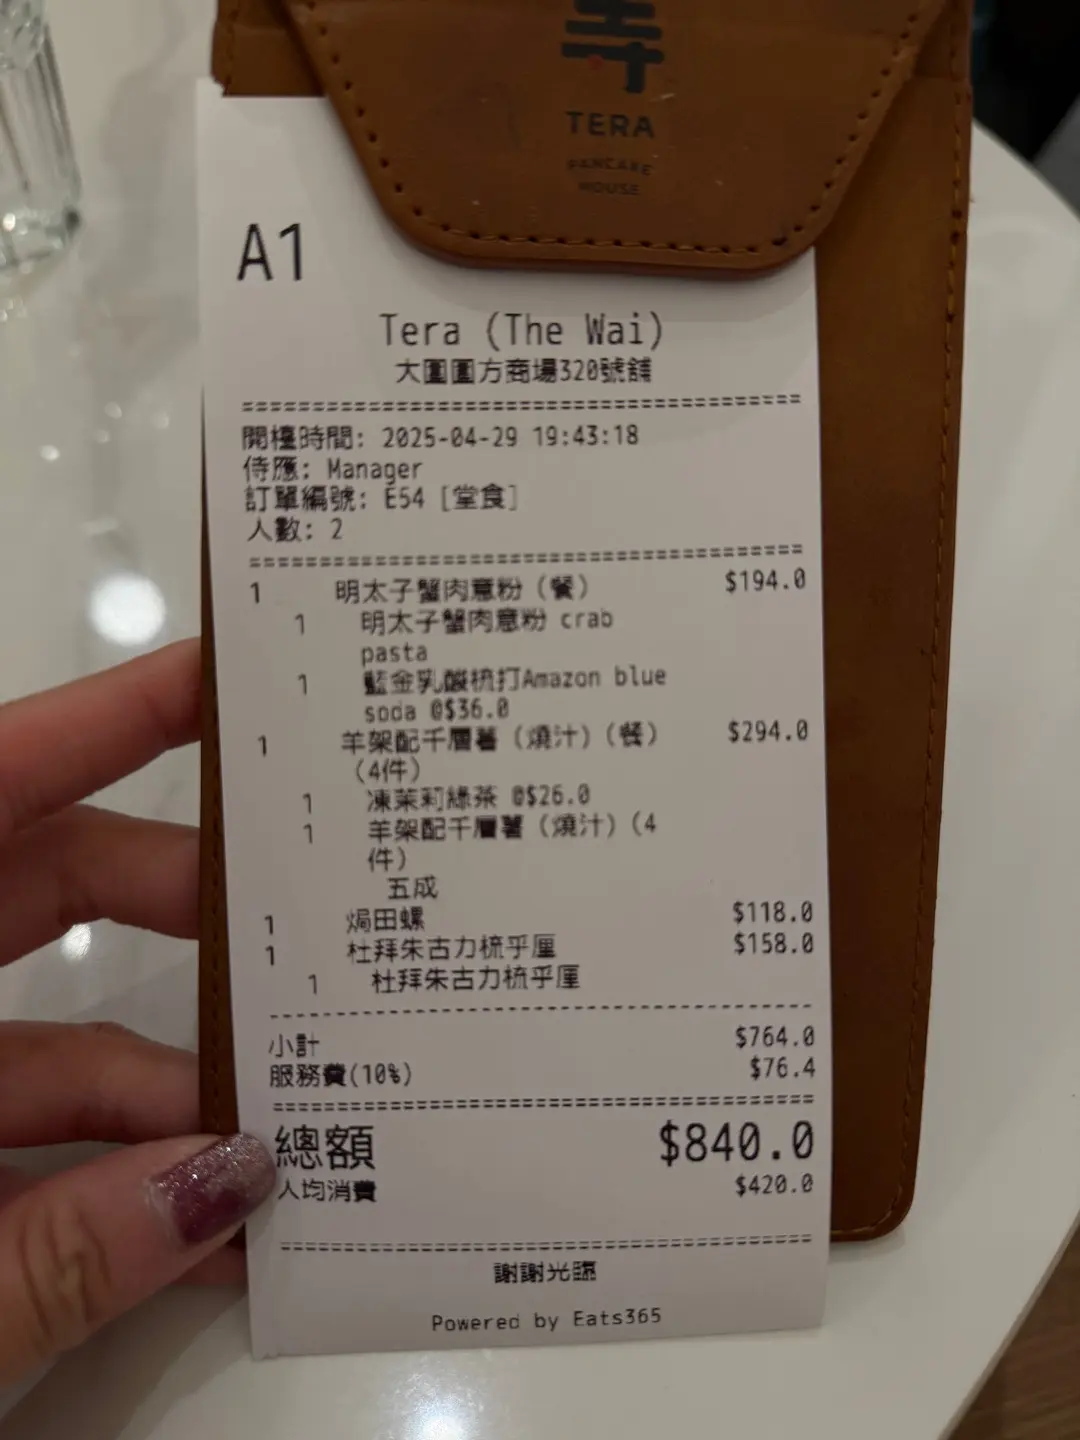 寺
TERA
PANCAKE
HOUSE
A1
Tera (The Wai)
大圍圍方商場320號舖
開檯時間: 2025-04-29 19:43:18
侍應: Manager
訂單編號: E54 [堂食]
人數: 2
1 明太子蟹肉意粉（餐） $194.0
1 明太子蟹肉意粉 crab
pasta
1 藍金乳酸梳打Amazon blue
soda @$36.0
1 羊架配千層薯（燒汁）（餐） $294.0
（4件）
1 凍茉莉綠茶 @$26.0
1 羊架配千層薯（燒汁）（4
件）
五成
1 焗田螺 $118.0
1 杜拜朱古力梳乎厘 $158.0
1 杜拜朱古力梳乎厘
小計 $764.0
服務費(10%) $76.4
總額 $840.0
人均消費 $420.0
謝謝光臨
Powered by Eats365